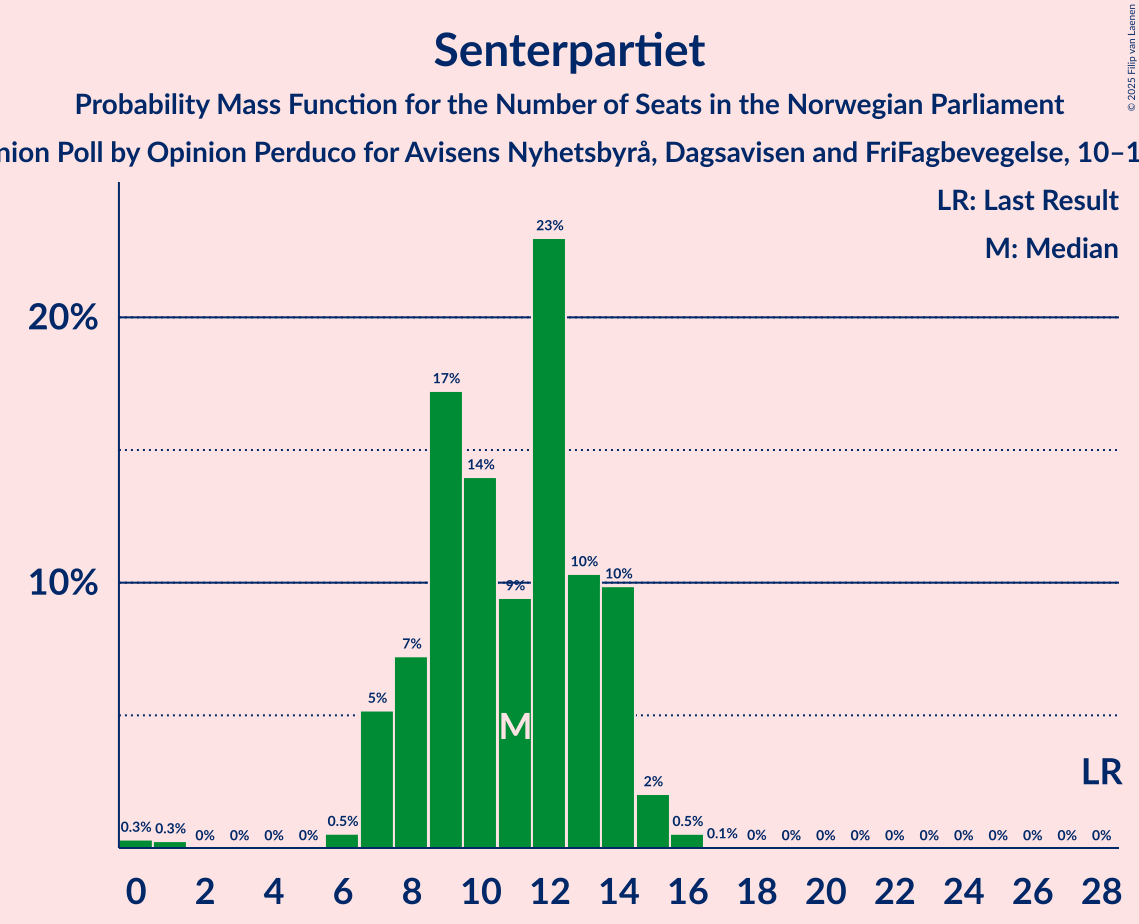 © 2025 Filip van Laenen
Senterpartiet
Probability Mass Function for the Number of Seats in the Norwegian Parliament
nion Poll by Opinion Perduco for Avisens Nyhetsbyrå, Dagsavisen and FriFagbevegelse, 10–1
LR: Last Result
M: Median
20%
10%
0.3% 0.3% 0% 0% 0% 0% 0.5% 5% 7% 17% 14% 9% 23% 10% 10% 2% 0.5% 0.1% 0% 0% 0% 0% 0% 0% 0% 0% 0% 0% 0%
M
LR
0 2 4 6 8 10 12 14 16 18 20 22 24 26 28